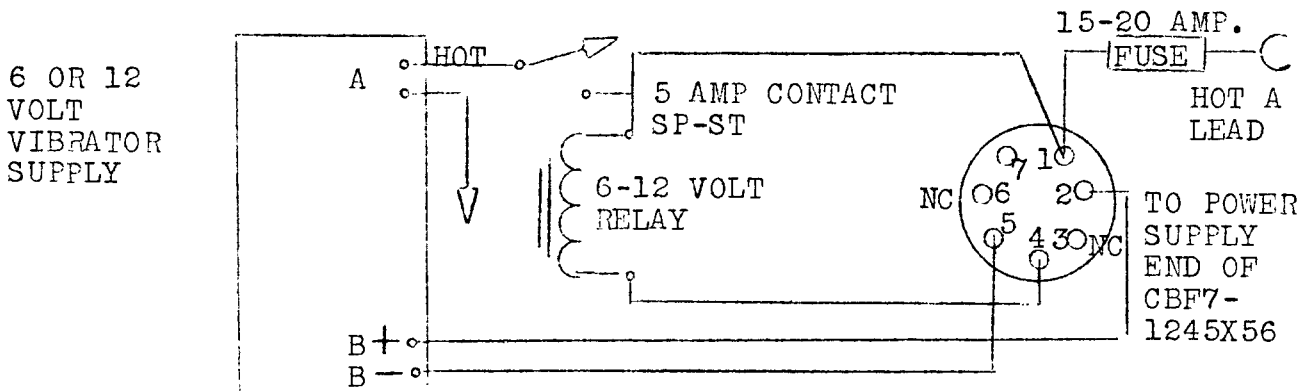 15-20 AMP.
FUSE
HOT A
LEAD
6 OR 12
VOLT
VIBRATOR
SUPPLY
A
HOT
5 AMP CONTACT
SP-ST
6-12 VOLT
RELAY
7
1
NC
6
2
5
4
3
NC
TO POWER
SUPPLY
END OF
CBF7-
1245X56
B +
B -